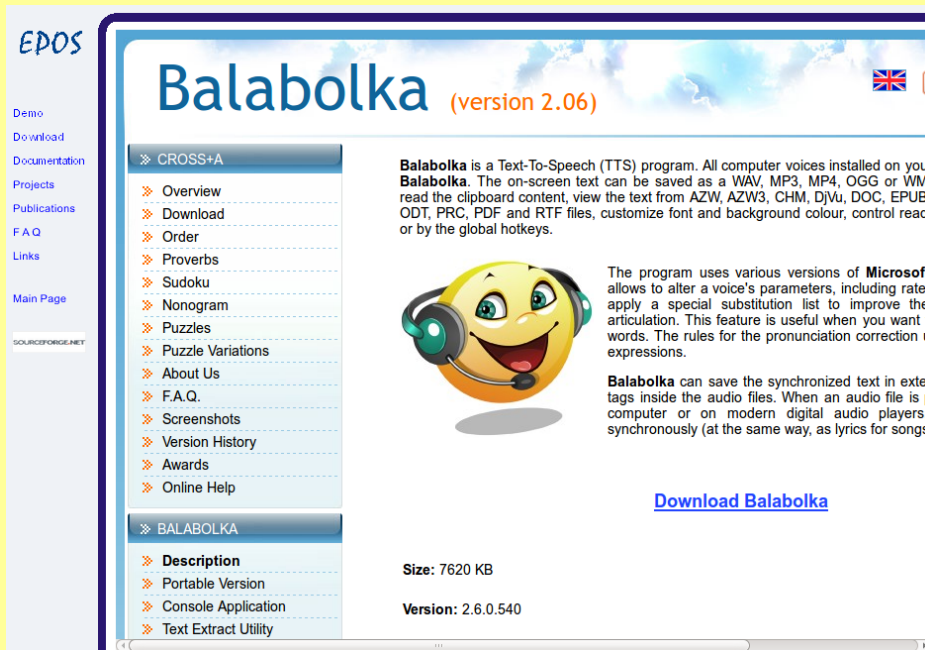 EPOS
Demo
Download
Documentation
Projects
Publications
F A Q
Links
Main Page
SOURCEFORGE.NET
Balabolka (version 2.06)
CROSS+A
Overview
Download
Order
Proverbs
Sudoku
Nonogram
Puzzles
Puzzle Variations
About Us
F.A.Q.
Screenshots
Version History
Awards
Online Help
BALABOLKA
Description
Portable Version
Console Application
Text Extract Utility
Balabolka is a Text-To-Speech (TTS) program. All computer voices installed on you
Balabolka. The on-screen text can be saved as a WAV, MP3, MP4, OGG or WM
read the clipboard content, view the text from AZW, AZW3, CHM, DjVu, DOC, EPUB
ODT, PRC, PDF and RTF files, customize font and background colour, control read
or by the global hotkeys.
The program uses various versions of Microsof
allows to alter a voice's parameters, including rate
apply a special substitution list to improve the
articulation. This feature is useful when you want
words. The rules for the pronunciation correction
expressions.
Balabolka can save the synchronized text in exte
tags inside the audio files. When an audio file is
computer or on modern digital audio players
synchronously (at the same way, as lyrics for songs
Download Balabolka
Size: 7620 KB
Version: 2.6.0.540